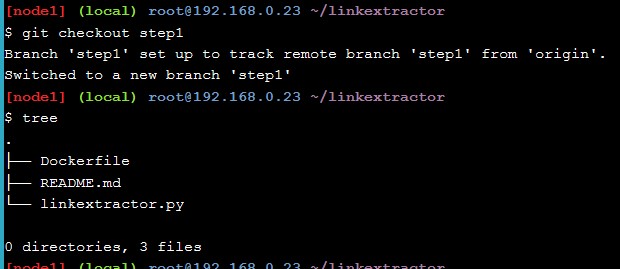 [node1] (local) root@192.168.0.23 ~/linkextractor
$ git checkout step1
Branch 'step1' set up to track remote branch 'step1' from 'origin'.
Switched to a new branch 'step1'
[node1] (local) root@192.168.0.23 ~/linkextractor
$ tree
.
├── Dockerfile
├── README.md
└── linkextractor.py

0 directories, 3 files
[node1] (local) root@192.168.0.23 ~/linkextractor